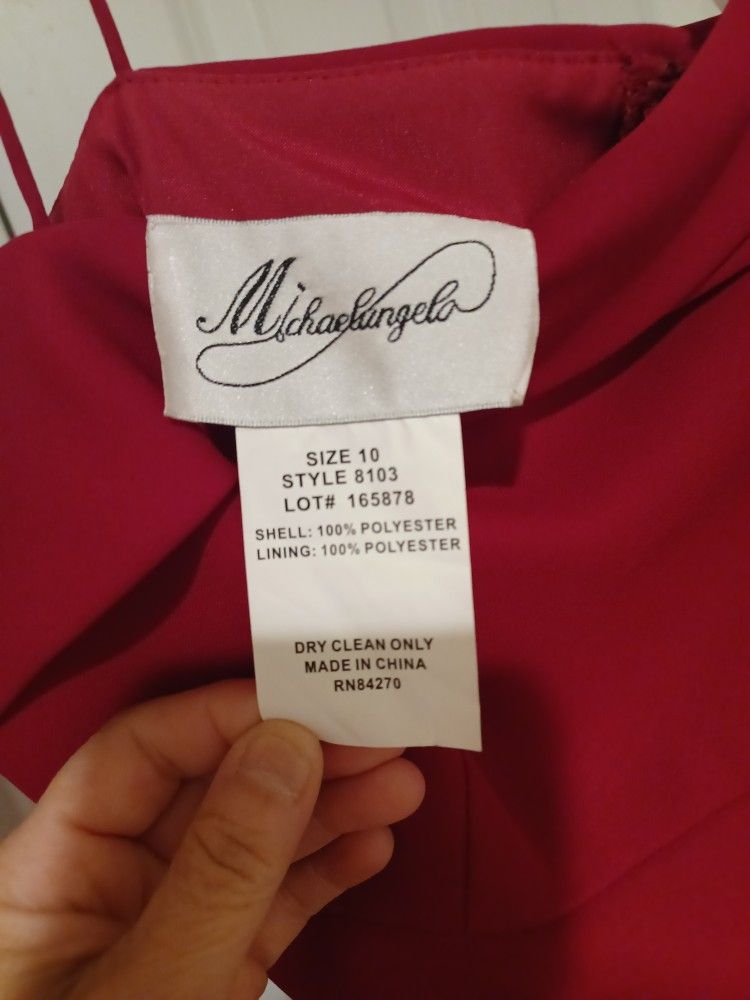 Michaelangelo
SIZE 10
STYLE 8103
LOT# 165878
SHELL: 100% POLYESTER
LINING: 100% POLYESTER
DRY CLEAN ONLY
MADE IN CHINA
RN84270